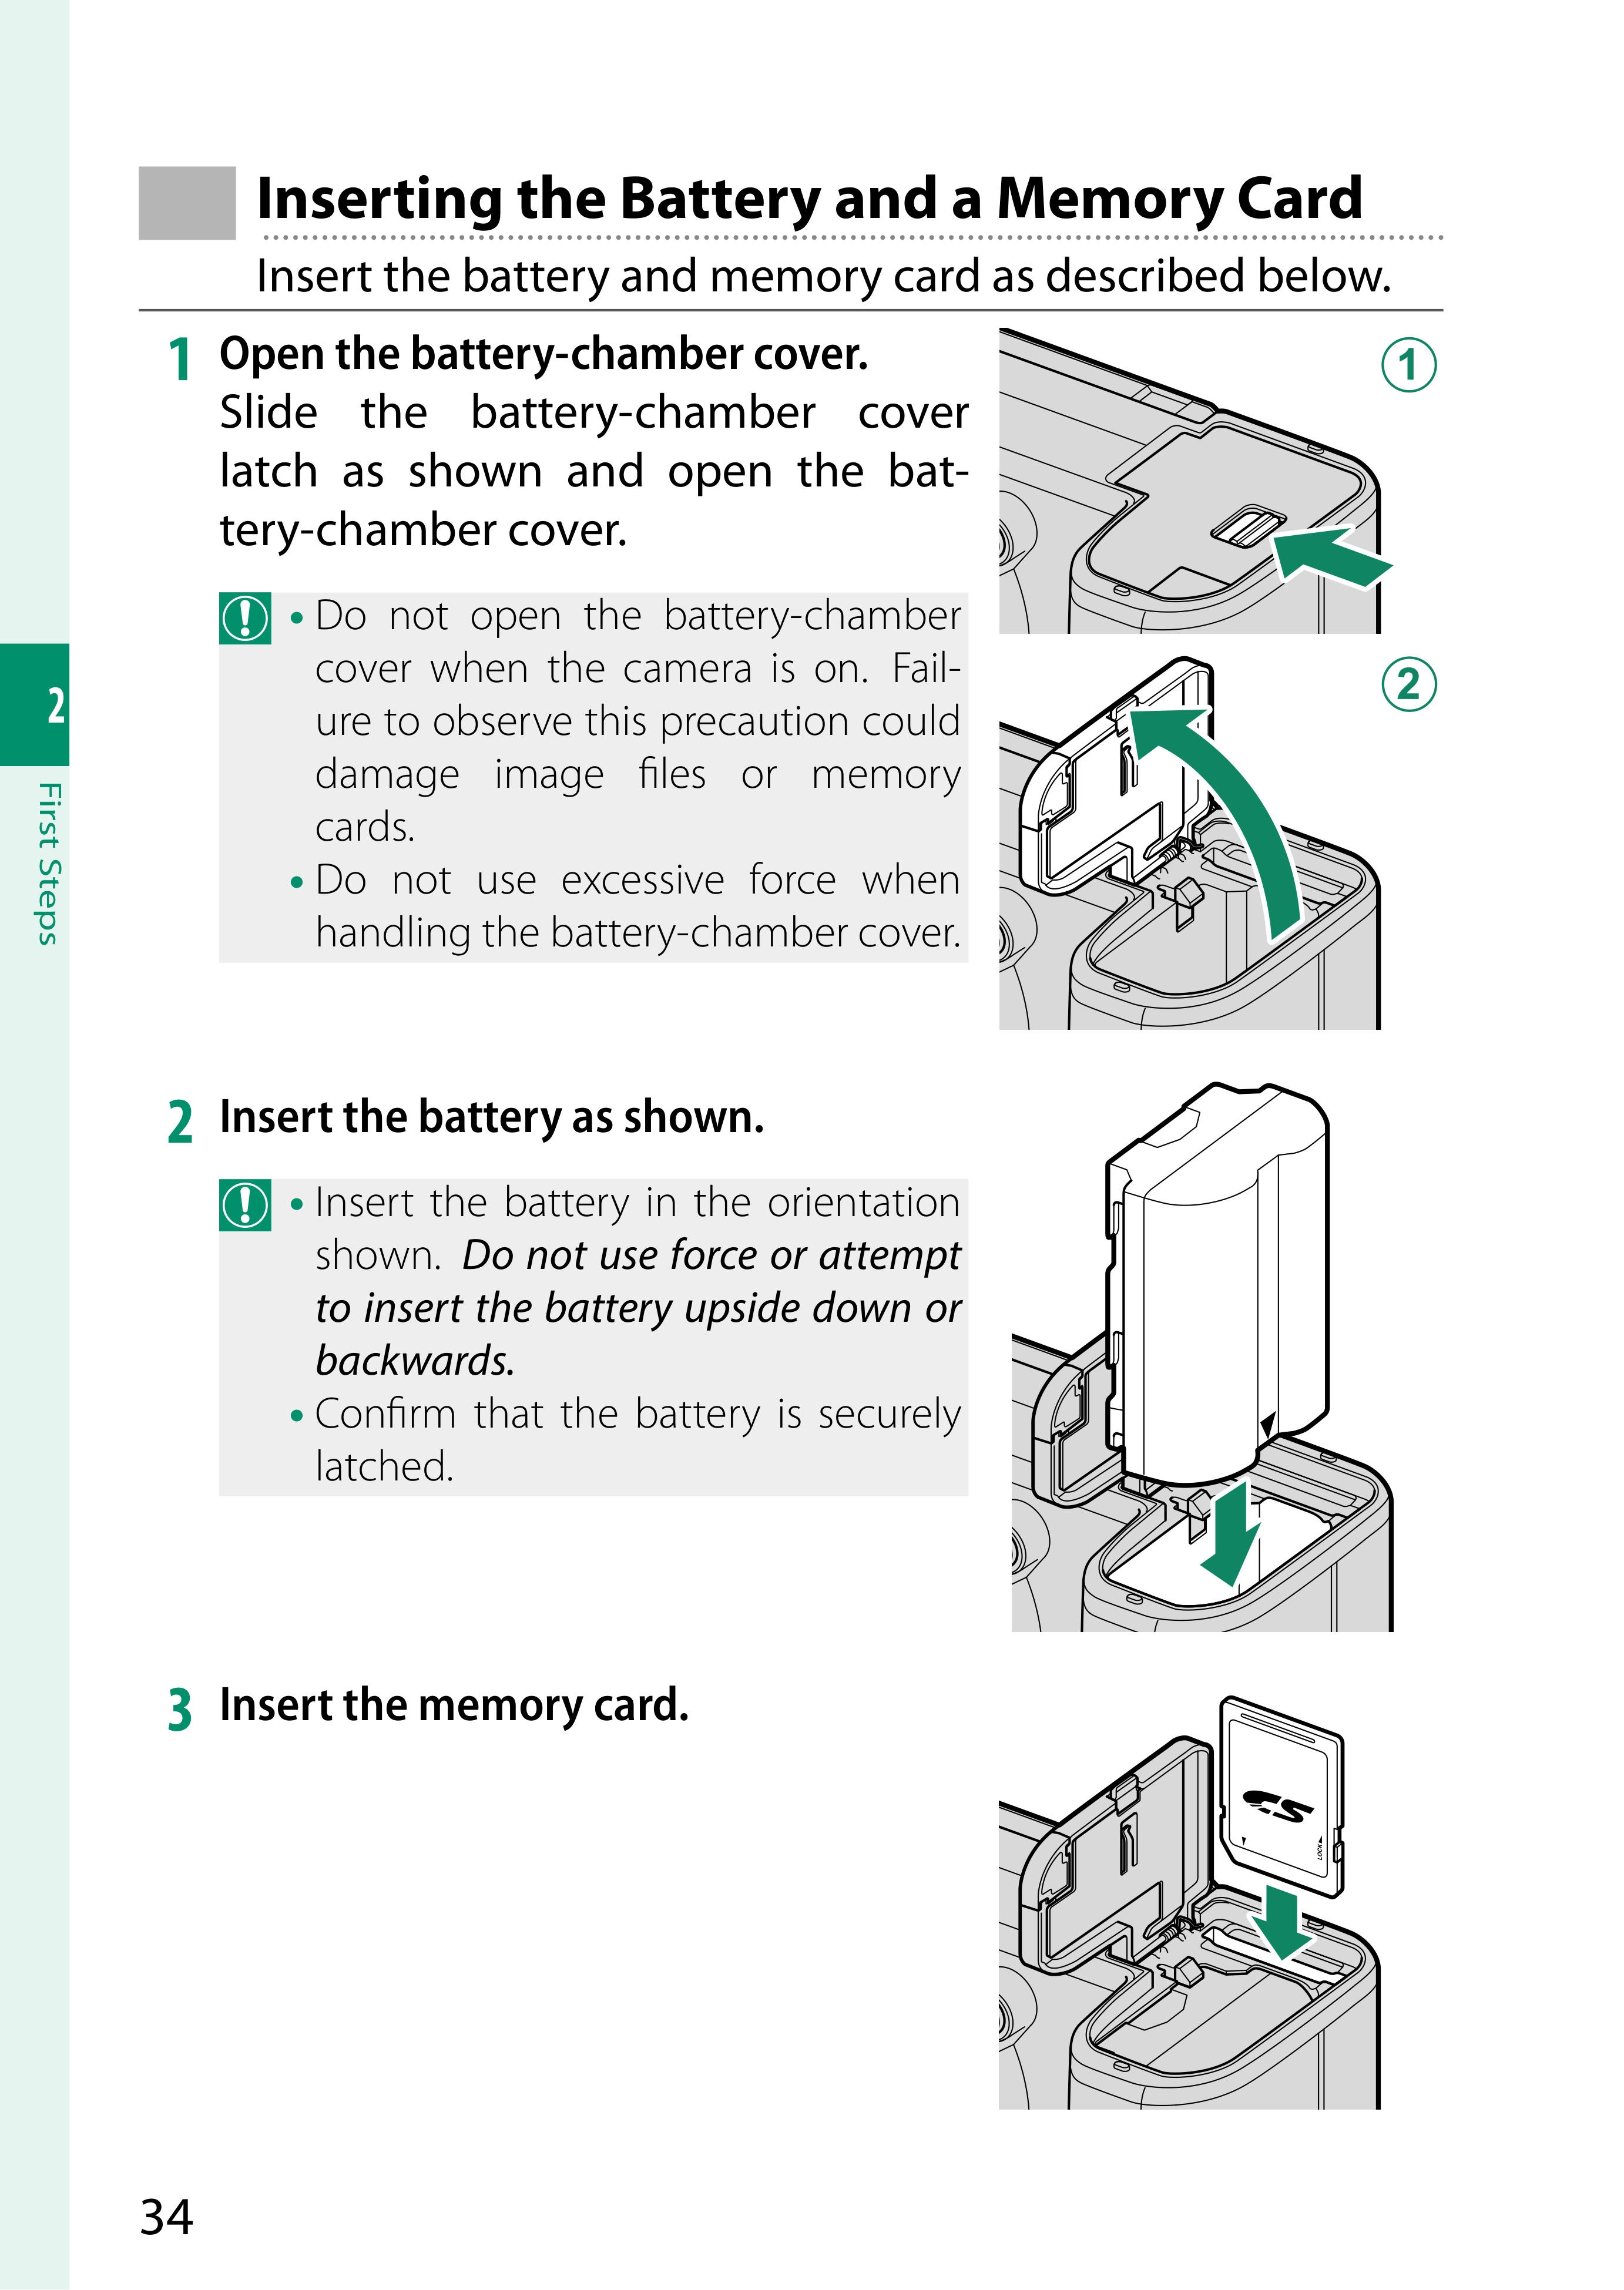 Inserting the Battery and a Memory Card
Insert the battery and memory card as described below.
1 Open the battery-chamber cover.
Slide the battery-chamber cover
latch as shown and open the bat-
tery-chamber cover.
• Do not open the battery-chamber
cover when the camera is on. Fail-
ure to observe this precaution could
damage image files or memory
cards.
• Do not use excessive force when
handling the battery-chamber cover.
1
2
2 Insert the battery as shown.
• Insert the battery in the orientation
shown. Do not use force or attempt
to insert the battery upside down or
backwards.
• Confirm that the battery is securely
latched.
3 Insert the memory card.
LOCK
2
First Steps
34